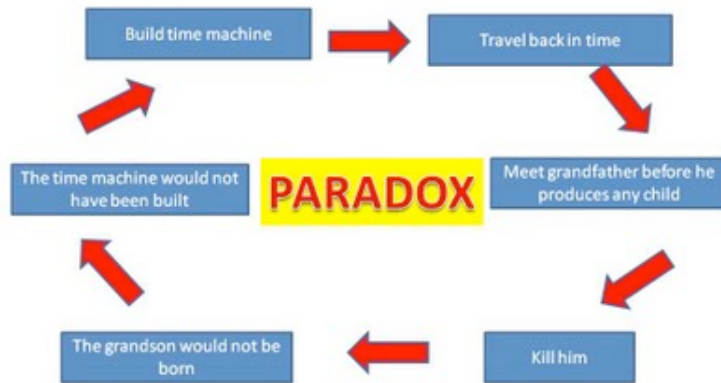 Build time machine
Travel back in time
Meet grandfather before he
produces any child
Kill him
The grandson would not be
born
The time machine would not
have been built
PARADOX